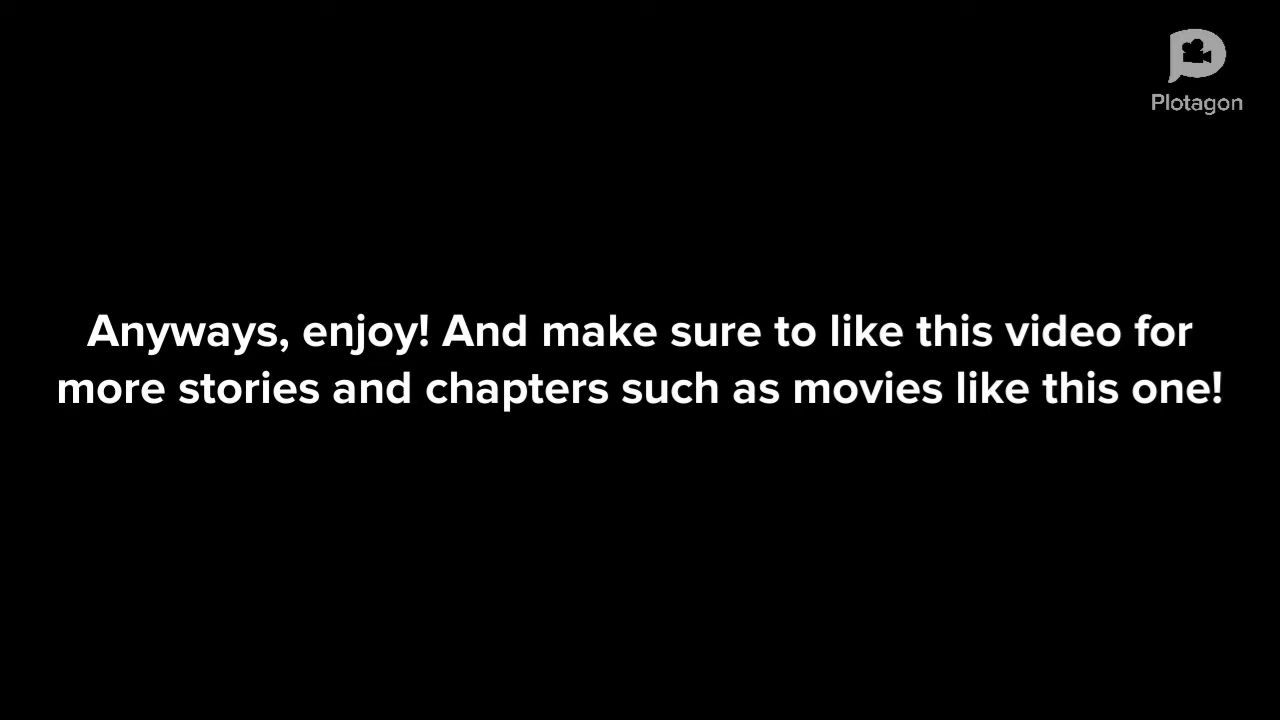 Plotagon
Anyways, enjoy! And make sure to like this video for
more stories and chapters such as movies like this one!